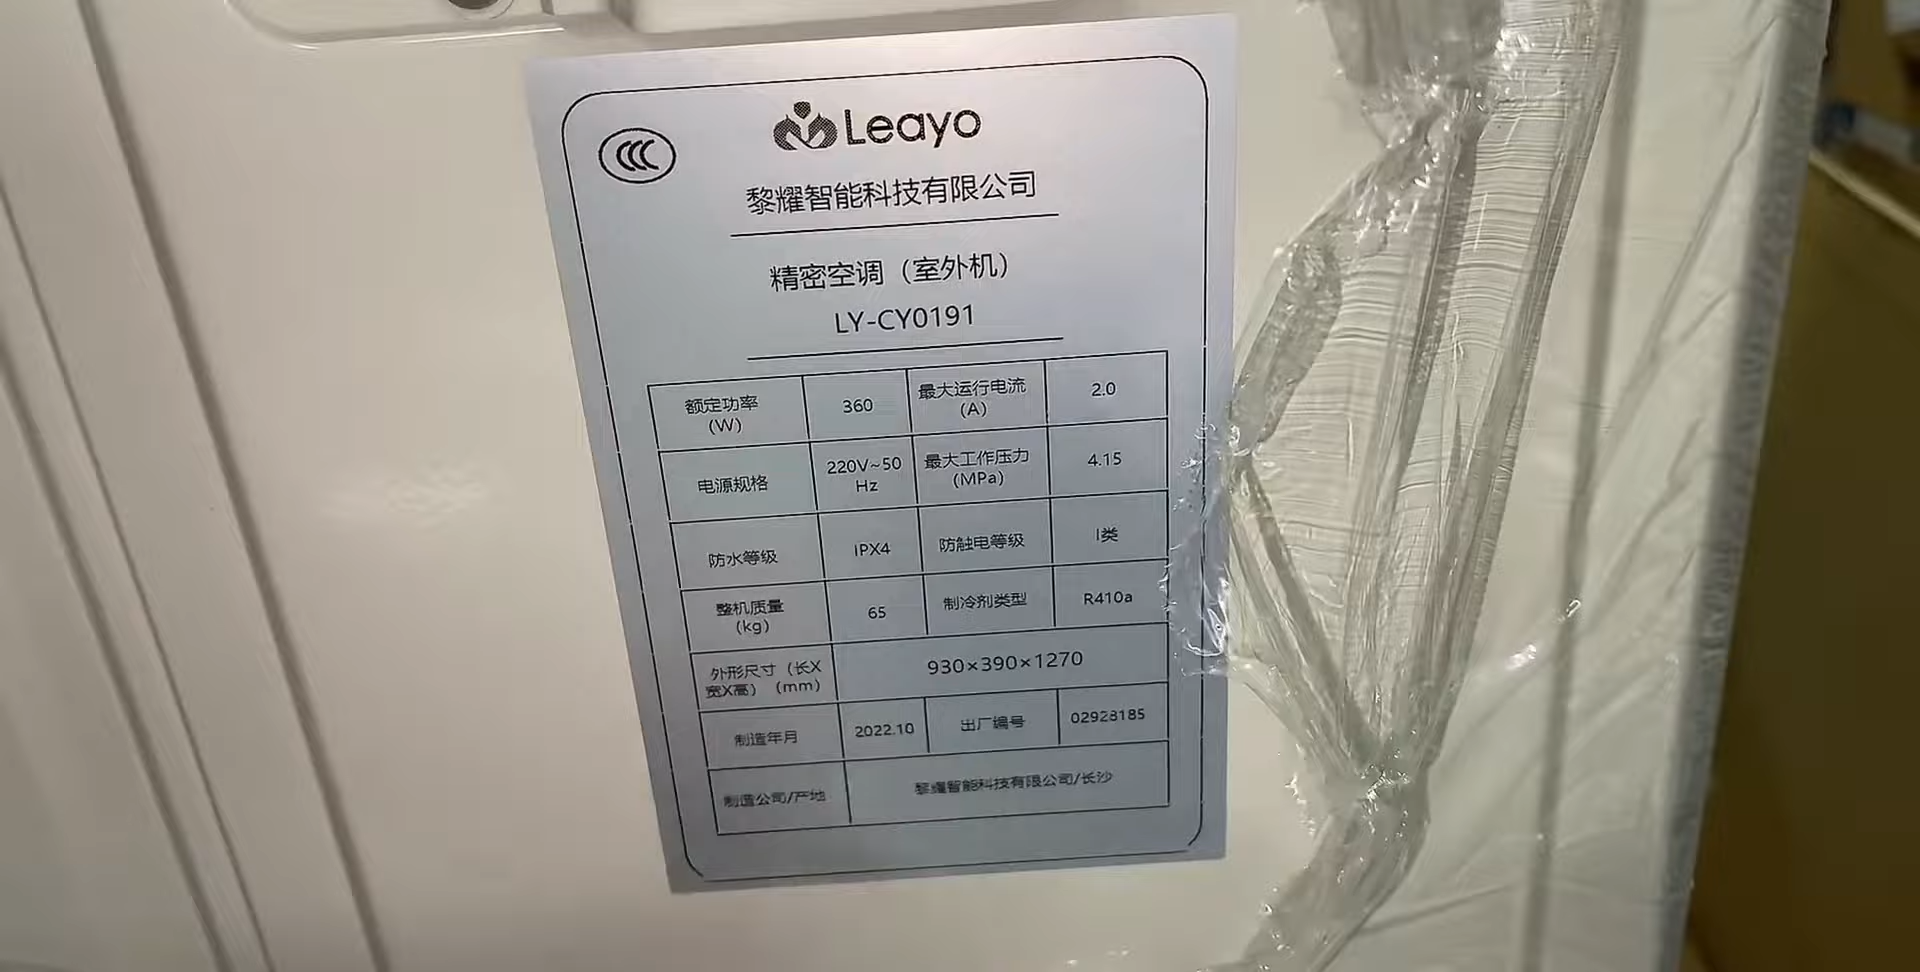 Leayo
黎耀智能科技有限公司
精密空调（室外机）
LY-CY0191
额定功率
(W)
360
最大运行电流
(A)
2.0
电源规格
220V~50
Hz
最大工作压力
(MPa)
4.15
防水等级
IPX4
防触电等级
I类
整机质量
(kg)
65
制冷剂类型
R410a
外形尺寸（长X
宽X高）（mm）
930×390×1270
制造年月
2022.10
出厂编号
02928185
制造公司/产地
黎耀智能科技有限公司/长沙